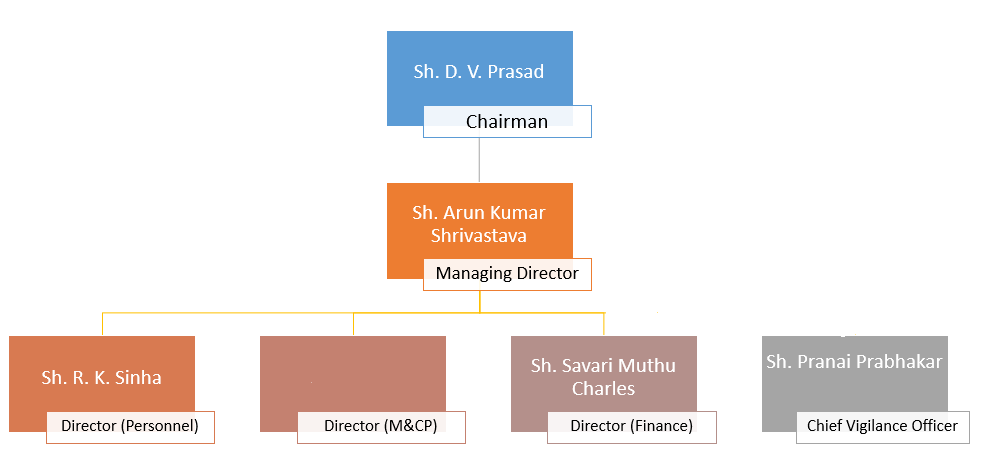 Sh. D. V. Prasad
Chairman
Sh. Arun Kumar
Shrivastava
Managing Director
Sh. R. K. Sinha
Director (Personnel)
Director (M&CP)
Sh. Savari Muthu
Charles
Director (Finance)
Sh. Pranai Prabhakar
Chief Vigilance Officer